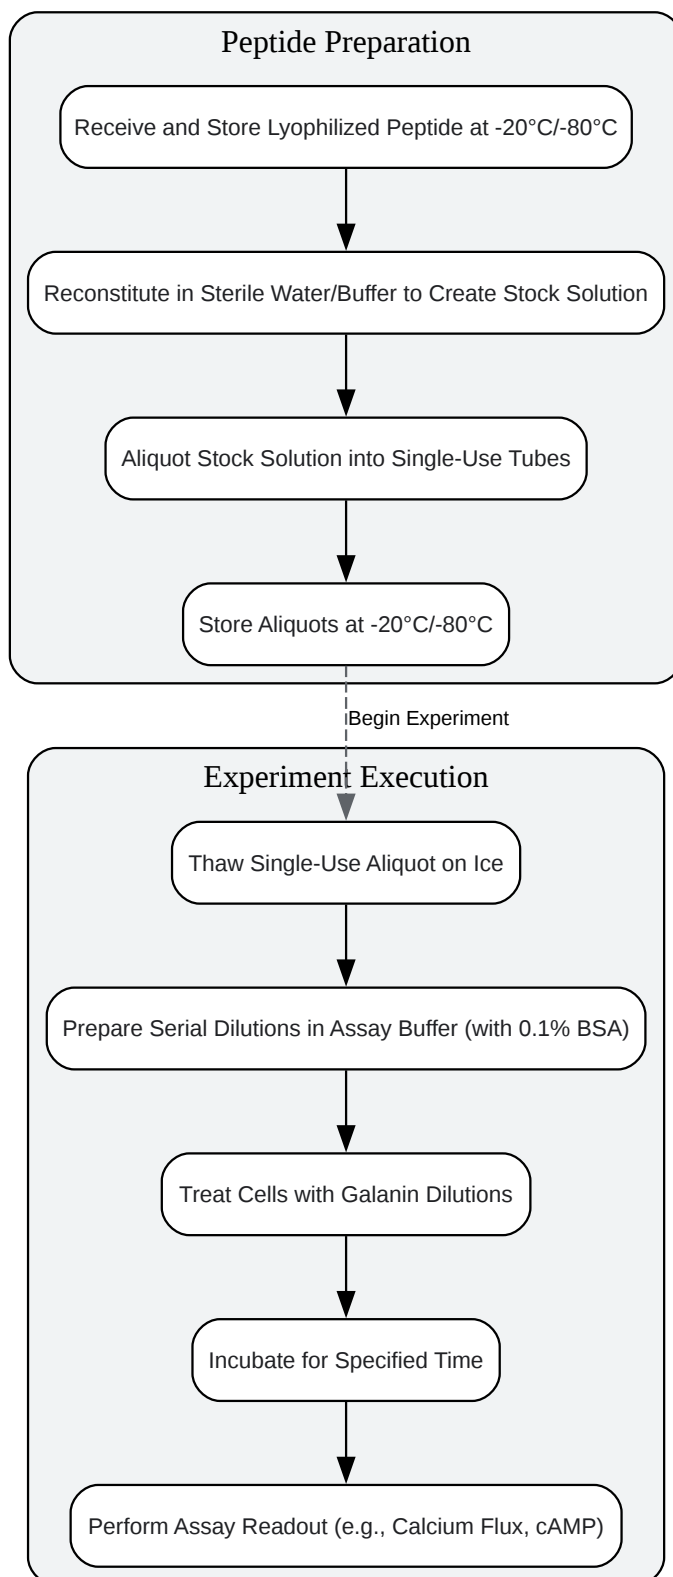 Peptide Preparation
Receive and Store Lyophilized Peptide at -20°C/-80°C
Reconstitute in Sterile Water/Buffer to Create Stock Solution
Aliquot Stock Solution into Single-Use Tubes
Store Aliquots at -20°C/-80°C
Begin Experiment
Experiment Execution
Thaw Single-Use Aliquot on Ice
Prepare Serial Dilutions in Assay Buffer (with 0.1% BSA)
Treat Cells with Galanin Dilutions
Incubate for Specified Time
Perform Assay Readout (e.g., Calcium Flux, cAMP)